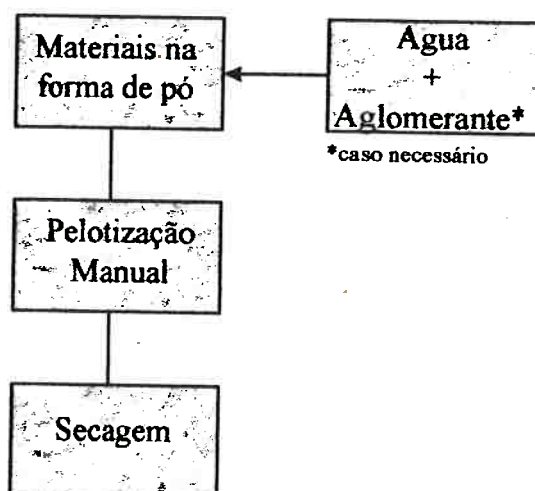 Materiais na
forma de pó
Agua
+
Aglomerante*
*caso necessário
Pelotização
Manual
Secagem